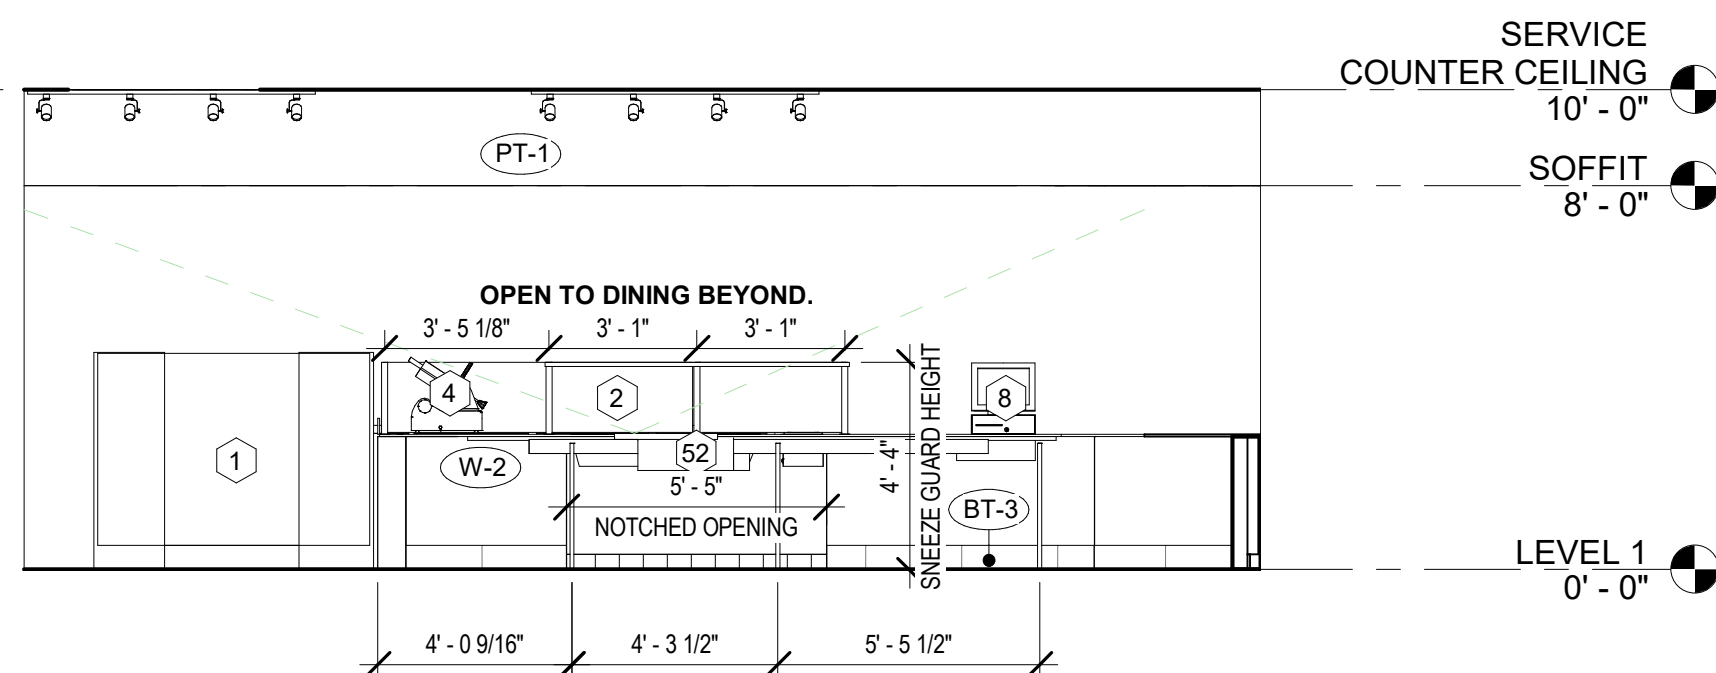 SERVICE
COUNTER CEILING
10' - 0"
PT-1
SOFFIT
8' - 0"
OPEN TO DINING BEYOND.
3' - 5 1/8"
3' - 1"
3' - 1"
4
2
8
1
W-2
52
5' - 5"
NOTCHED OPENING
4' - 4"
SNEEZE GUARD HEIGHT
BT-3
LEVEL 1
0' - 0"
4' - 0 9/16"
4' - 3 1/2"
5' - 5 1/2"